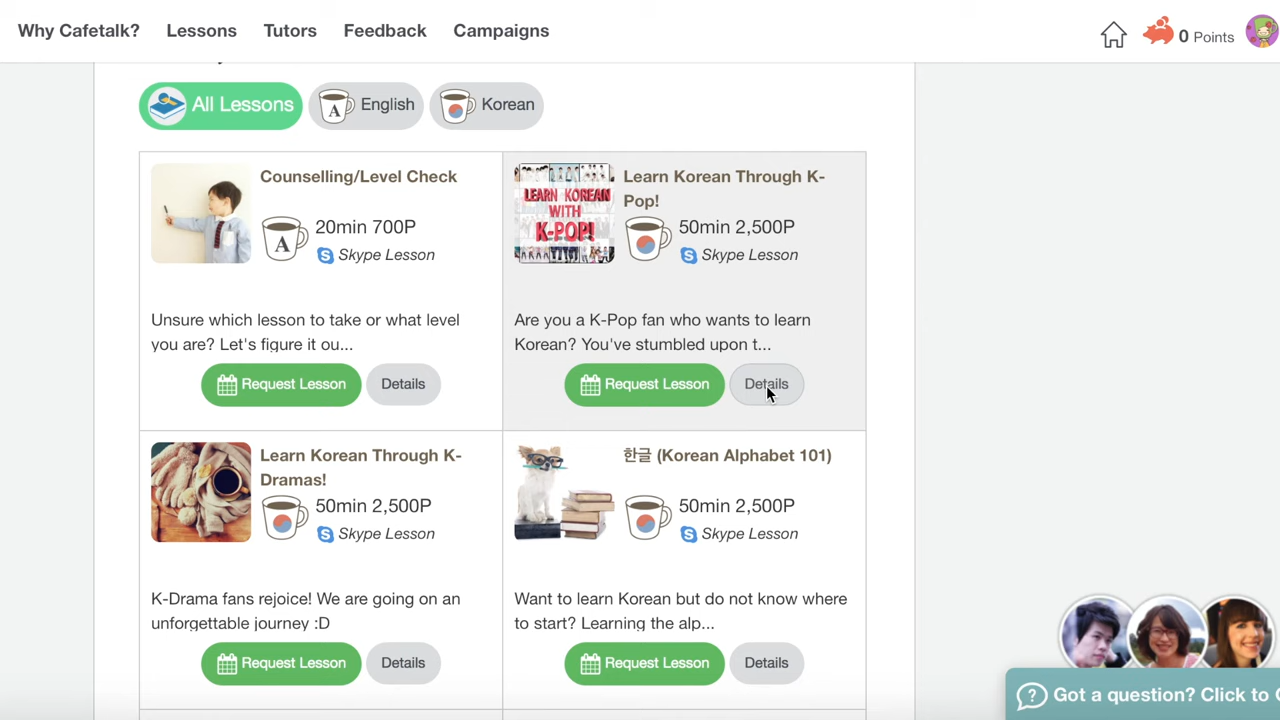 Why Cafetalk?
Lessons
Tutors
Feedback
Campaigns
0 Points
All Lessons
A
English
Korean
Counselling/Level Check
A
20min 700P
Skype Lesson
Unsure which lesson to take or what level
you are? Let's figure it ou...
Request Lesson
Details
LEARN KOREAN
WITH
K-POP!
Learn Korean Through K-
Pop!
50min 2,500P
Skype Lesson
Are you a K-Pop fan who wants to learn
Korean? You've stumbled upon t...
Request Lesson
Details
Learn Korean Through K-
Dramas!
50min 2,500P
Skype Lesson
K-Drama fans rejoice! We are going on an
unforgettable journey :D
Request Lesson
Details
한글 (Korean Alphabet 101)
50min 2,500P
Skype Lesson
Want to learn Korean but do not know where
to start? Learning the alp...
Request Lesson
Details
Got a question? Click to